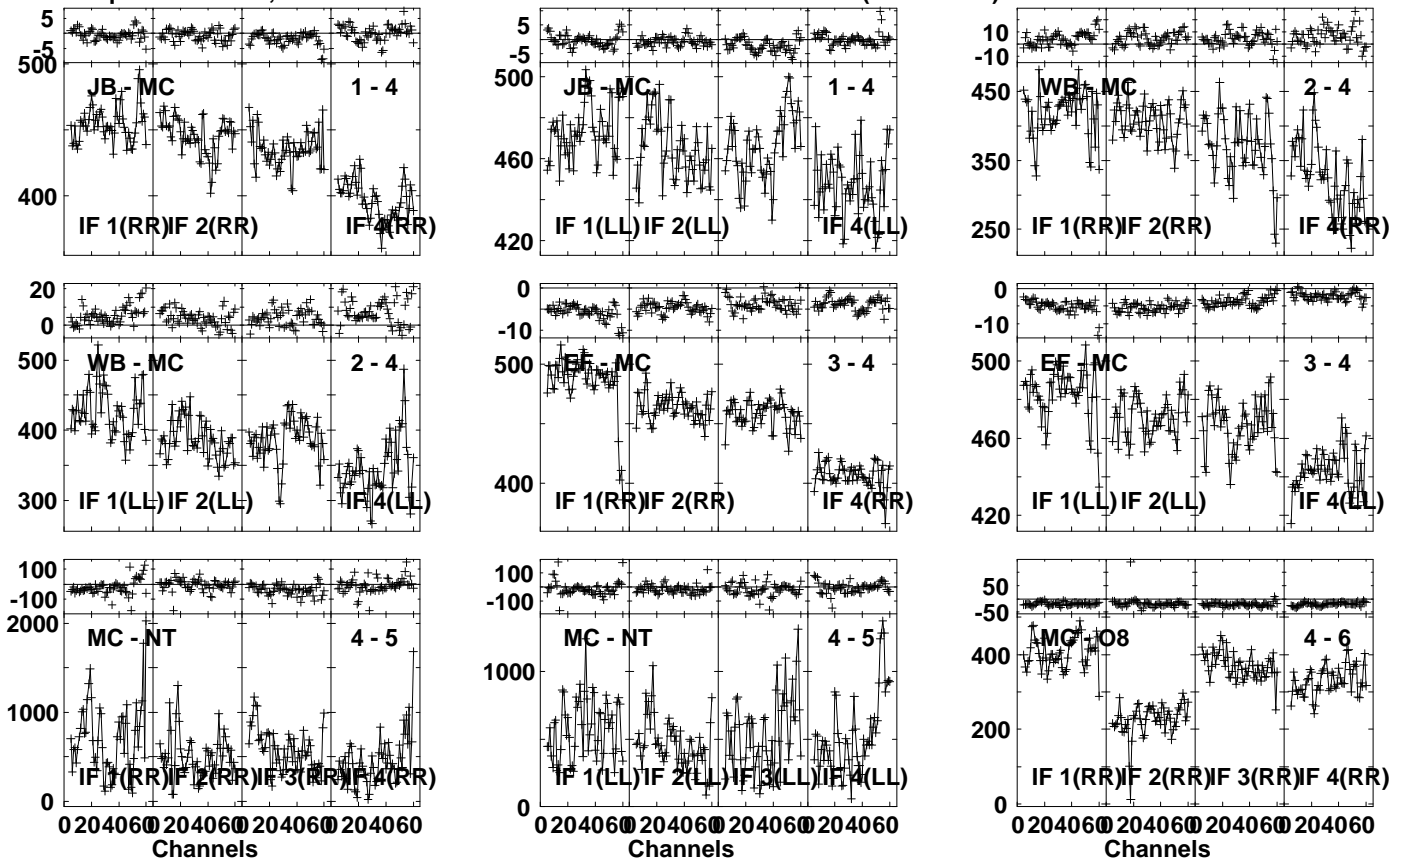 5
-5
500
400
JB - MC
1 - 4
IF 1(RR)
IF 2(RR)
IF 4(RR)
5
-5
500
460
420
JB - MC
1 - 4
IF 1(LL)
IF 2(LL)
IF 4(LL)
10
-10
450
350
250
WB - MC
2 - 4
IF 1(RR)
IF 2(RR)
IF 4(RR)
20
0
500
400
300
WB - MC
2 - 4
IF 1(LL)
IF 2(LL)
IF 4(LL)
0
-10
500
400
EF - MC
3 - 4
IF 1(RR)
IF 2(RR)
IF 4(RR)
0
-10
500
460
420
EF - MC
3 - 4
IF 1(LL)
IF 2(LL)
IF 4(LL)
100
-100
2000
1000
0
MC - NT
4 - 5
IF 1(RR)
IF 2(RR)
IF 3(RR)
IF 4(RR)
0 204060 0 204060 0 204060 0 204060
Channels
100
-100
1000
0
MC - NT
4 - 5
IF 1(LL)
IF 2(LL)
IF 3(LL)
IF 4(LL)
0 204060 0 204060 0 204060 0 204060
Channels
50
-50
400
200
0
MC - O8
4 - 6
IF 1(RR)
IF 2(RR)
IF 3(RR)
IF 4(RR)
0 204060 0 204060 0 204060 0 204060
Channels